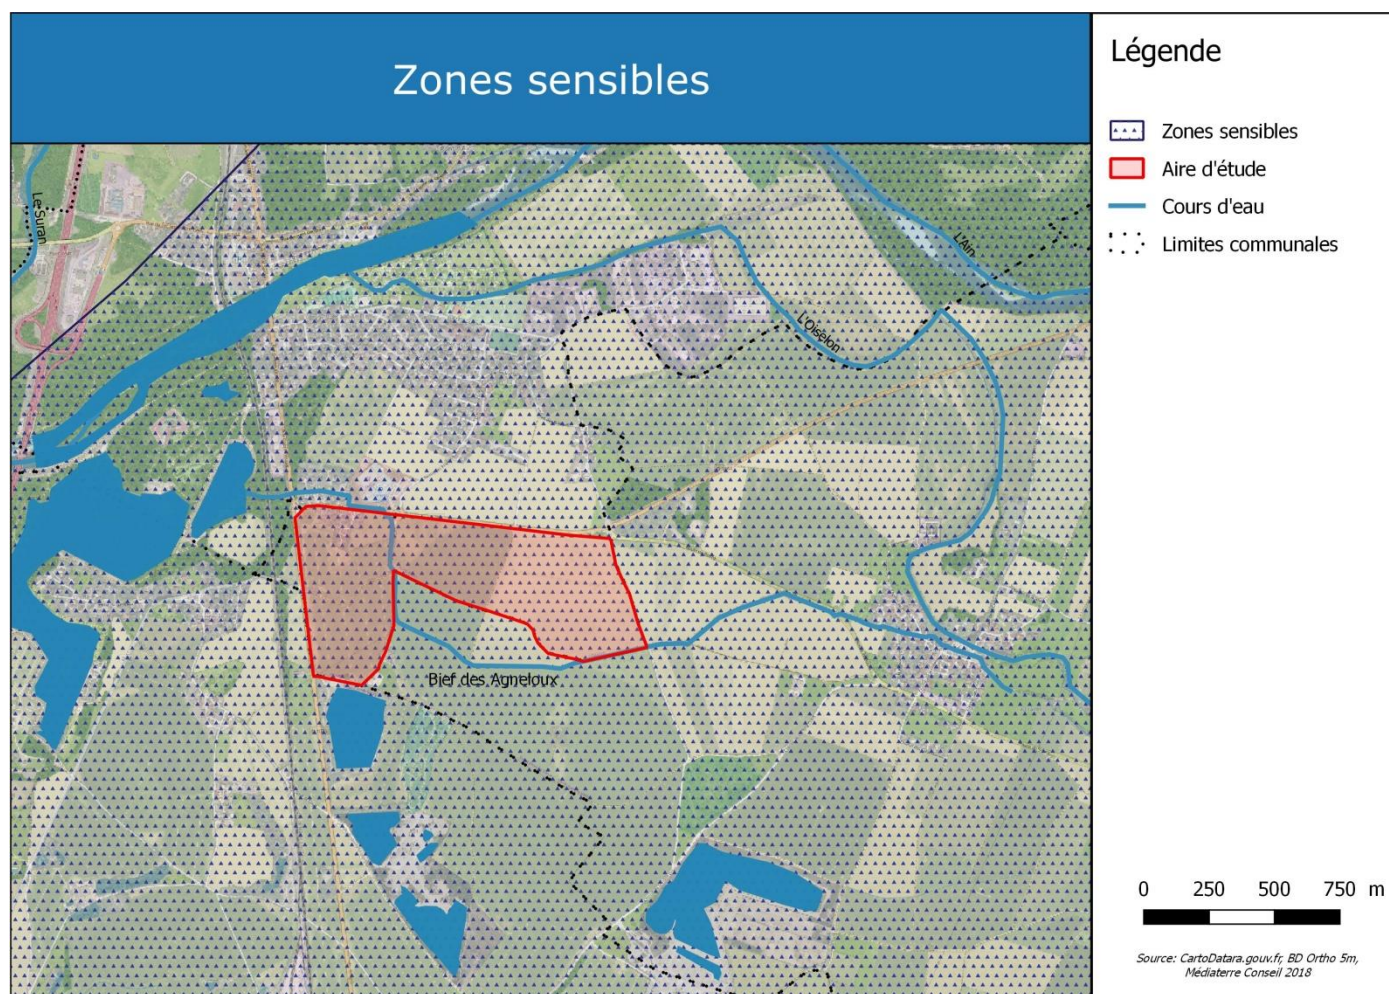 Zones sensibles
Légende
Zones sensibles
Aire d'étude
Cours d'eau
Limites communales
Le Suran
L'Ain
L'Oiselon
Bief des Agneloux
0 250 500 750 m
Source: CartoDatara.gouv.fr, BD Ortho 5m,
Médiaterre Conseil 2018